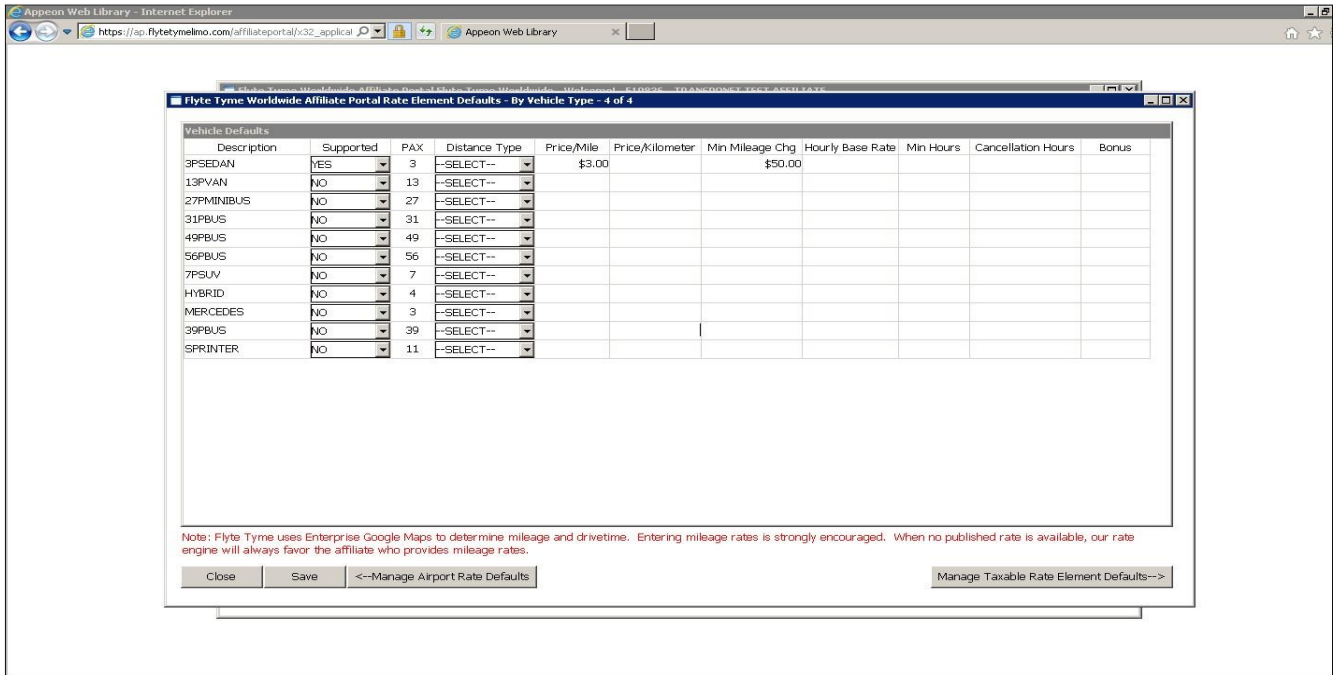 Appeon Web Library - Internet Explorer
https://ap.flytetymelimo.com/affiliateportal/x32_applical
Appeon Web Library
Flyte Tyme Worldwide Affiliate Portal Rate Element Defaults - By Vehicle Type - 4 of 4
Vehicle Defaults
Description Supported PAX Distance Type Price/Mile Price/Kilometer Min Mileage Chg Hourly Base Rate Min Hours Cancellation Hours Bonus
3PSEDAN YES 3 --SELECT-- $3.00 $50.00
13PVAN NO 13 --SELECT--
27PMINIBUS NO 27 --SELECT--
31PBUS NO 31 --SELECT--
49PBUS NO 49 --SELECT--
56PBUS NO 56 --SELECT--
7PSUV NO 7 --SELECT--
HYBRID NO 4 --SELECT--
MERCEDES NO 3 --SELECT--
39PBUS NO 39 --SELECT--
SPRINTER NO 11 --SELECT--
Note: Flyte Tyme uses Enterprise Google Maps to determine mileage and drivetime. Entering mileage rates is strongly encouraged. When no published rate is available, our rate
engine will always favor the affiliate who provides mileage rates.
Close Save <--Manage Airport Rate Defaults Manage Taxable Rate Element Defaults-->